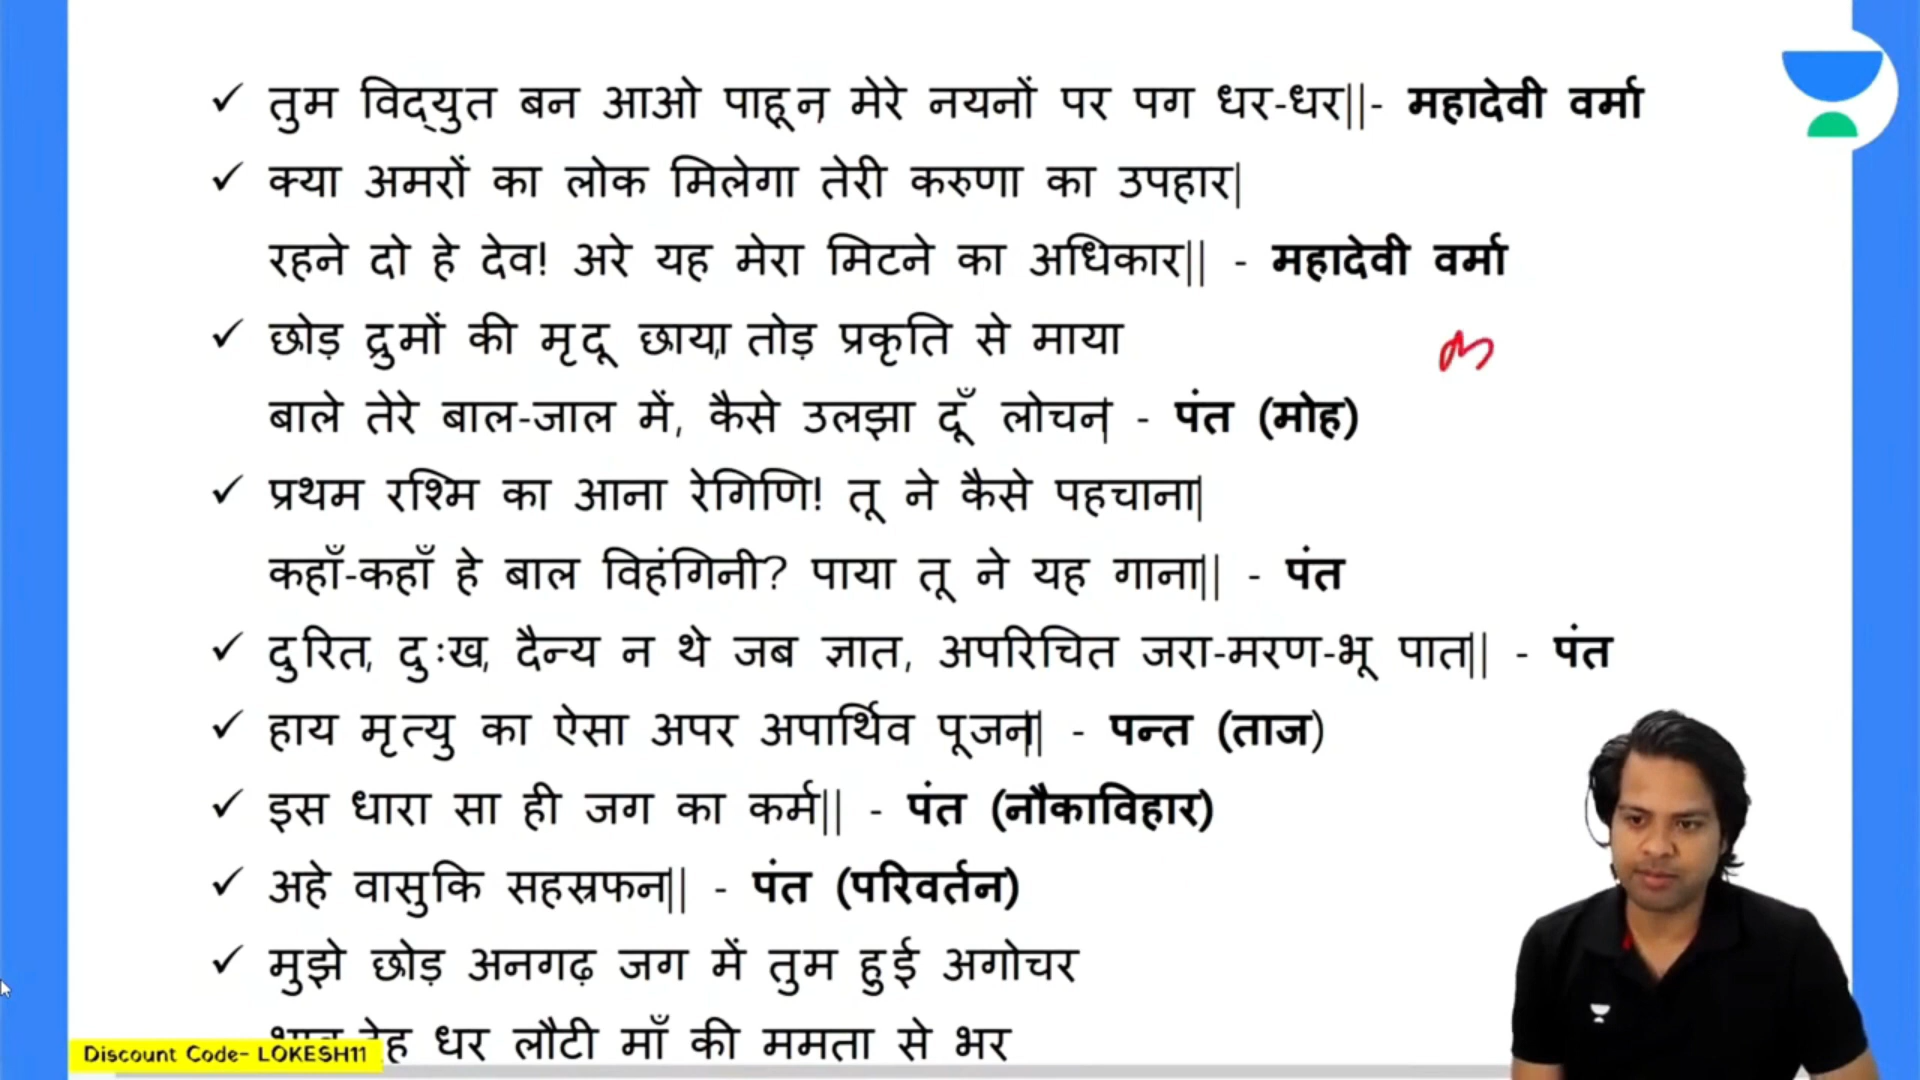 ✓ तुम विद्युत बन आओ पाहून, मेरे नयनों पर पग धर-धर||- महादेवी वर्मा
✓ क्या अमरों का लोक मिलेगा तेरी करुणा का उपहार|
रहने दो हे देव! अरे यह मेरा मिटने का अधिकार|| - महादेवी वर्मा
✓ छोड़ द्रुमों की मृदू छाया, तोड़ प्रकृति से माया
बाले तेरे बाल-जाल में, कैसे उलझा दूँ लोचन| - पंत (मोह)
✓ प्रथम रश्मि का आना रेगिणि! तू ने कैसे पहचाना|
कहाँ-कहाँ हे बाल विहंगिनी? पाया तू ने यह गाना|| - पंत
✓ दुरित, दुःख, दैन्य न थे जब ज्ञात, अपरिचित जरा-मरण-भू पात|| - पंत
✓ हाय मृत्यु का ऐसा अपर अपार्थिव पूजन|| - पन्त (ताज)
✓ इस धारा सा ही जग का कर्म|| - पंत (नौकाविहार)
✓ अहे वासुकि सहस्रफन|| - पंत (परिवर्तन)
✓ मुझे छोड़ अनगढ़ जग में तुम हुई अगोचर
धर लौटी माँ की ममता से भर
Discount Code- LOKESH11